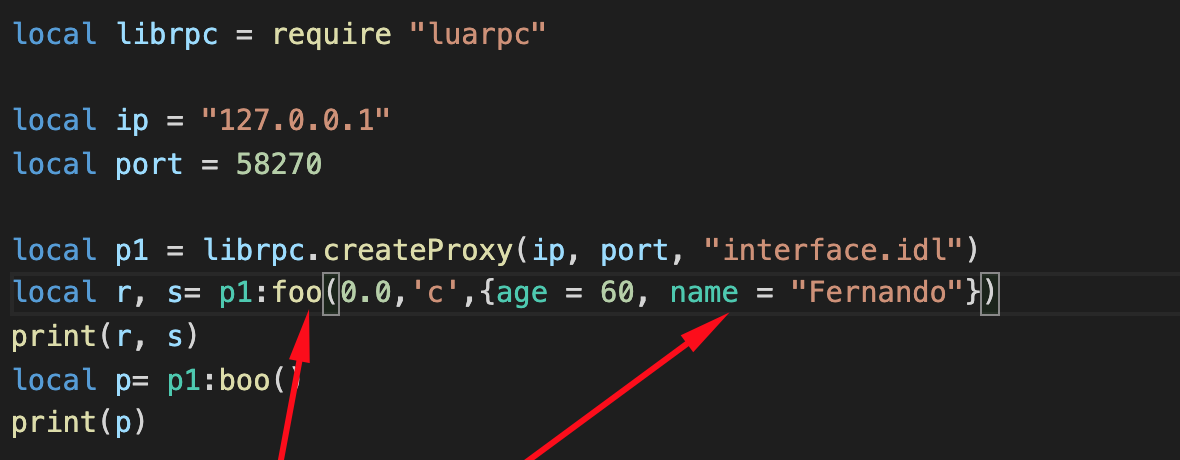 local librpc = require "luarpc"
local ip = "127.0.0.1"
local port = 58270
local p1 = librpc.createProxy(ip, port, "interface.idl")
local r, s= p1:foo(0.0,'c',{age = 60, name = "Fernando"})
print(r, s)
local p= p1:boo()
print(p)